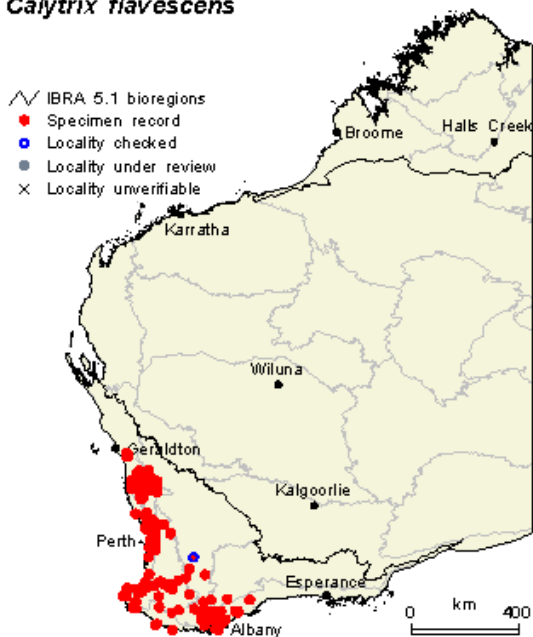 Calytrix flavescens
IBRA 5.1 bioregions
Specimen record
Locality checked
Locality under review
Locality unverifiable
Broome
Halls Creek
Karratha
Wiluna
Geraldton
Kalgoorlie
Perth
Esperance
Albany
km
0 400